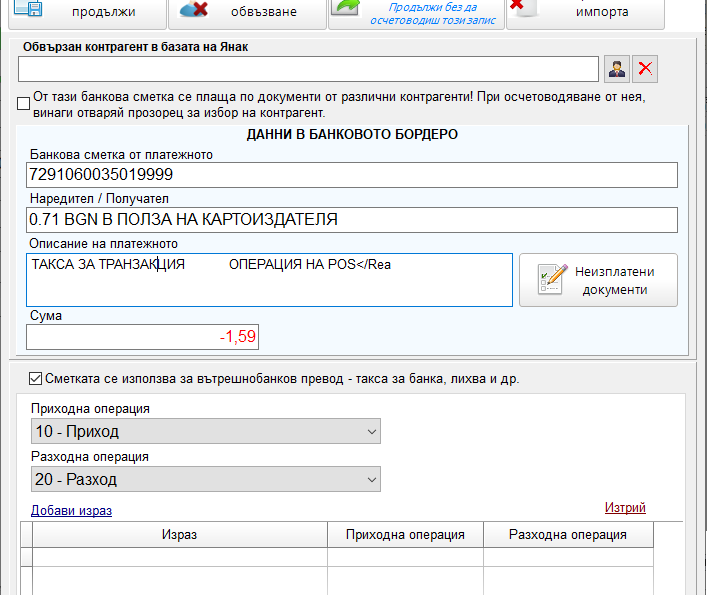 продължи
обвъзване
Продължи без да
осчетоводиш този запис
импорта
Обвързан контрагент в базата на Янак
От тази банкова сметка се плаща по документи от различни контрагенти! При осчетоводяване от нея,
винаги отваряй прозорец за избор на контрагент.
ДАННИ В БАНКОВОТО БОРДЕРО
Банкова сметка от платежното
7291060035019999
Наредител / Получател
0.71 BGN В ПОЛЗА НА КАРТОИЗДАТЕЛЯ
Описание на платежното
ТАКСА ЗА ТРАНЗАКЦИЯ ОПЕРАЦИЯ НА POS</Rea
Неизплатени
документи
Сума
-1,59
Сметката се използва за вътрешнобанков превод - такса за банка, лихва и др.
Приходна операция
10 - Приход
Разходна операция
20 - Разход
Добави израз
Изтрий
Израз Приходна операция Разходна операция